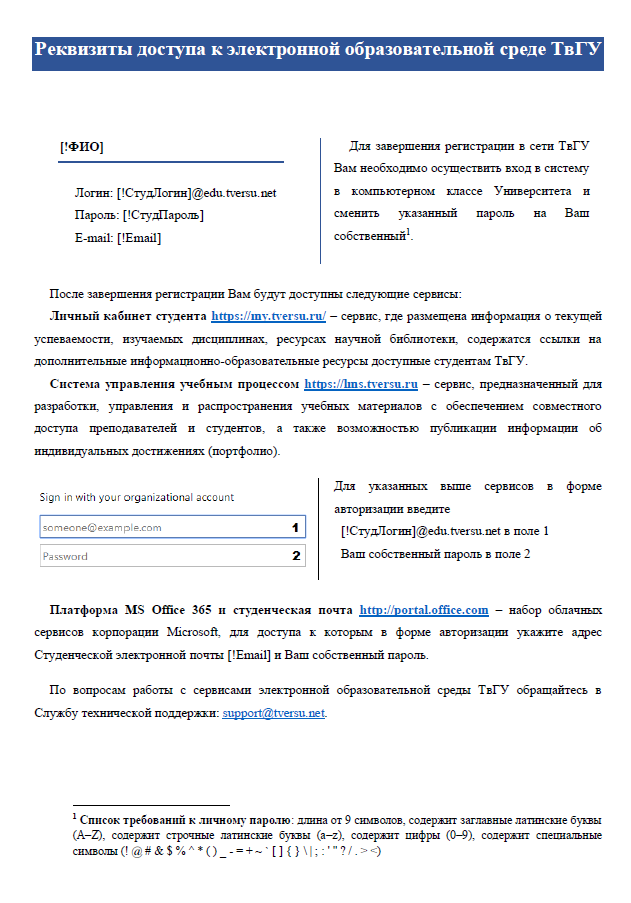 Реквизиты доступа к электронной образовательной среде ТвГУ
[!ФИО]
Логин: [!СтудЛогин]@edu.tversu.net
Пароль: [!СтудПароль]
E-mail: [!Email]
Для завершения регистрации в сети ТвГУ
Вам необходимо осуществить вход в систему
в компьютерном классе Университета и
сменить указанный пароль на Ваш
собственный¹.
После завершения регистрации Вам будут доступны следующие сервисы:
Личный кабинет студента https://my.tversu.ru/ – сервис, где размещена информация о текущей
успеваемости, изучаемых дисциплинах, ресурсах научной библиотеки, содержатся ссылки на
дополнительные информационно-образовательные ресурсы доступные студентам ТвГУ.
Система управления учебным процессом https://lms.tversu.ru – сервис, предназначенный для
разработки, управления и распространения учебных материалов с обеспечением совместного
доступа преподавателей и студентов, а также возможностью публикации информации об
индивидуальных достижениях (портфолио).
Sign in with your organizational account
someone@example.com 1
Password 2
Для указанных выше сервисов в форме
авторизации введите
[!СтудЛогин]@edu.tversu.net в поле 1
Ваш собственный пароль в поле 2
Платформа MS Office 365 и студенческая почта http://portal.office.com – набор облачных
сервисов корпорации Microsoft, для доступа к которым в форме авторизации укажите адрес
Студенческой электронной почты [!Email] и Ваш собственный пароль.
По вопросам работы с сервисами электронной образовательной среды ТвГУ обращайтесь в
Службу технической поддержки: support@tversu.net.
¹ Список требований к личному паролю: длина от 9 символов, содержит заглавные латинские буквы
(A–Z), содержит строчные латинские буквы (a–z), содержит цифры (0–9), содержит специальные
символы (! @ # & $ % ^ * ( ) _ - = + ~ ` [ ] { } \ | ; : ' " ? / . > <)